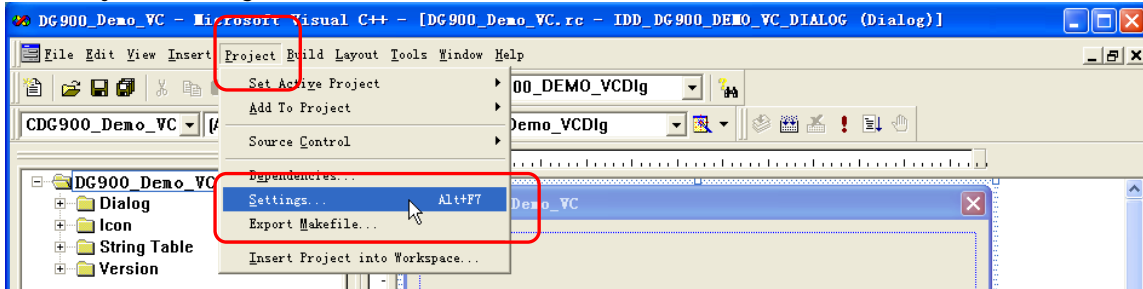 DG900_Demo_VC - Microsoft Visual C++ - [DG900_Demo_VC.rc - IDD_DG900_DEMO_VC_DIALOG (Dialog)]
File Edit View Insert Project Build Layout Tools Window Help
Set Active Project
00_DEMO_VCDlg
Add To Project
CDG900_Demo_VC
Demo_VCDlg
Source Control
Dependencies...
DG900_Demo_VC
Settings... Alt+F7
Demo_VC
Dialog
Icon
Export Makefile...
String Table
Insert Project into Workspace...
Version